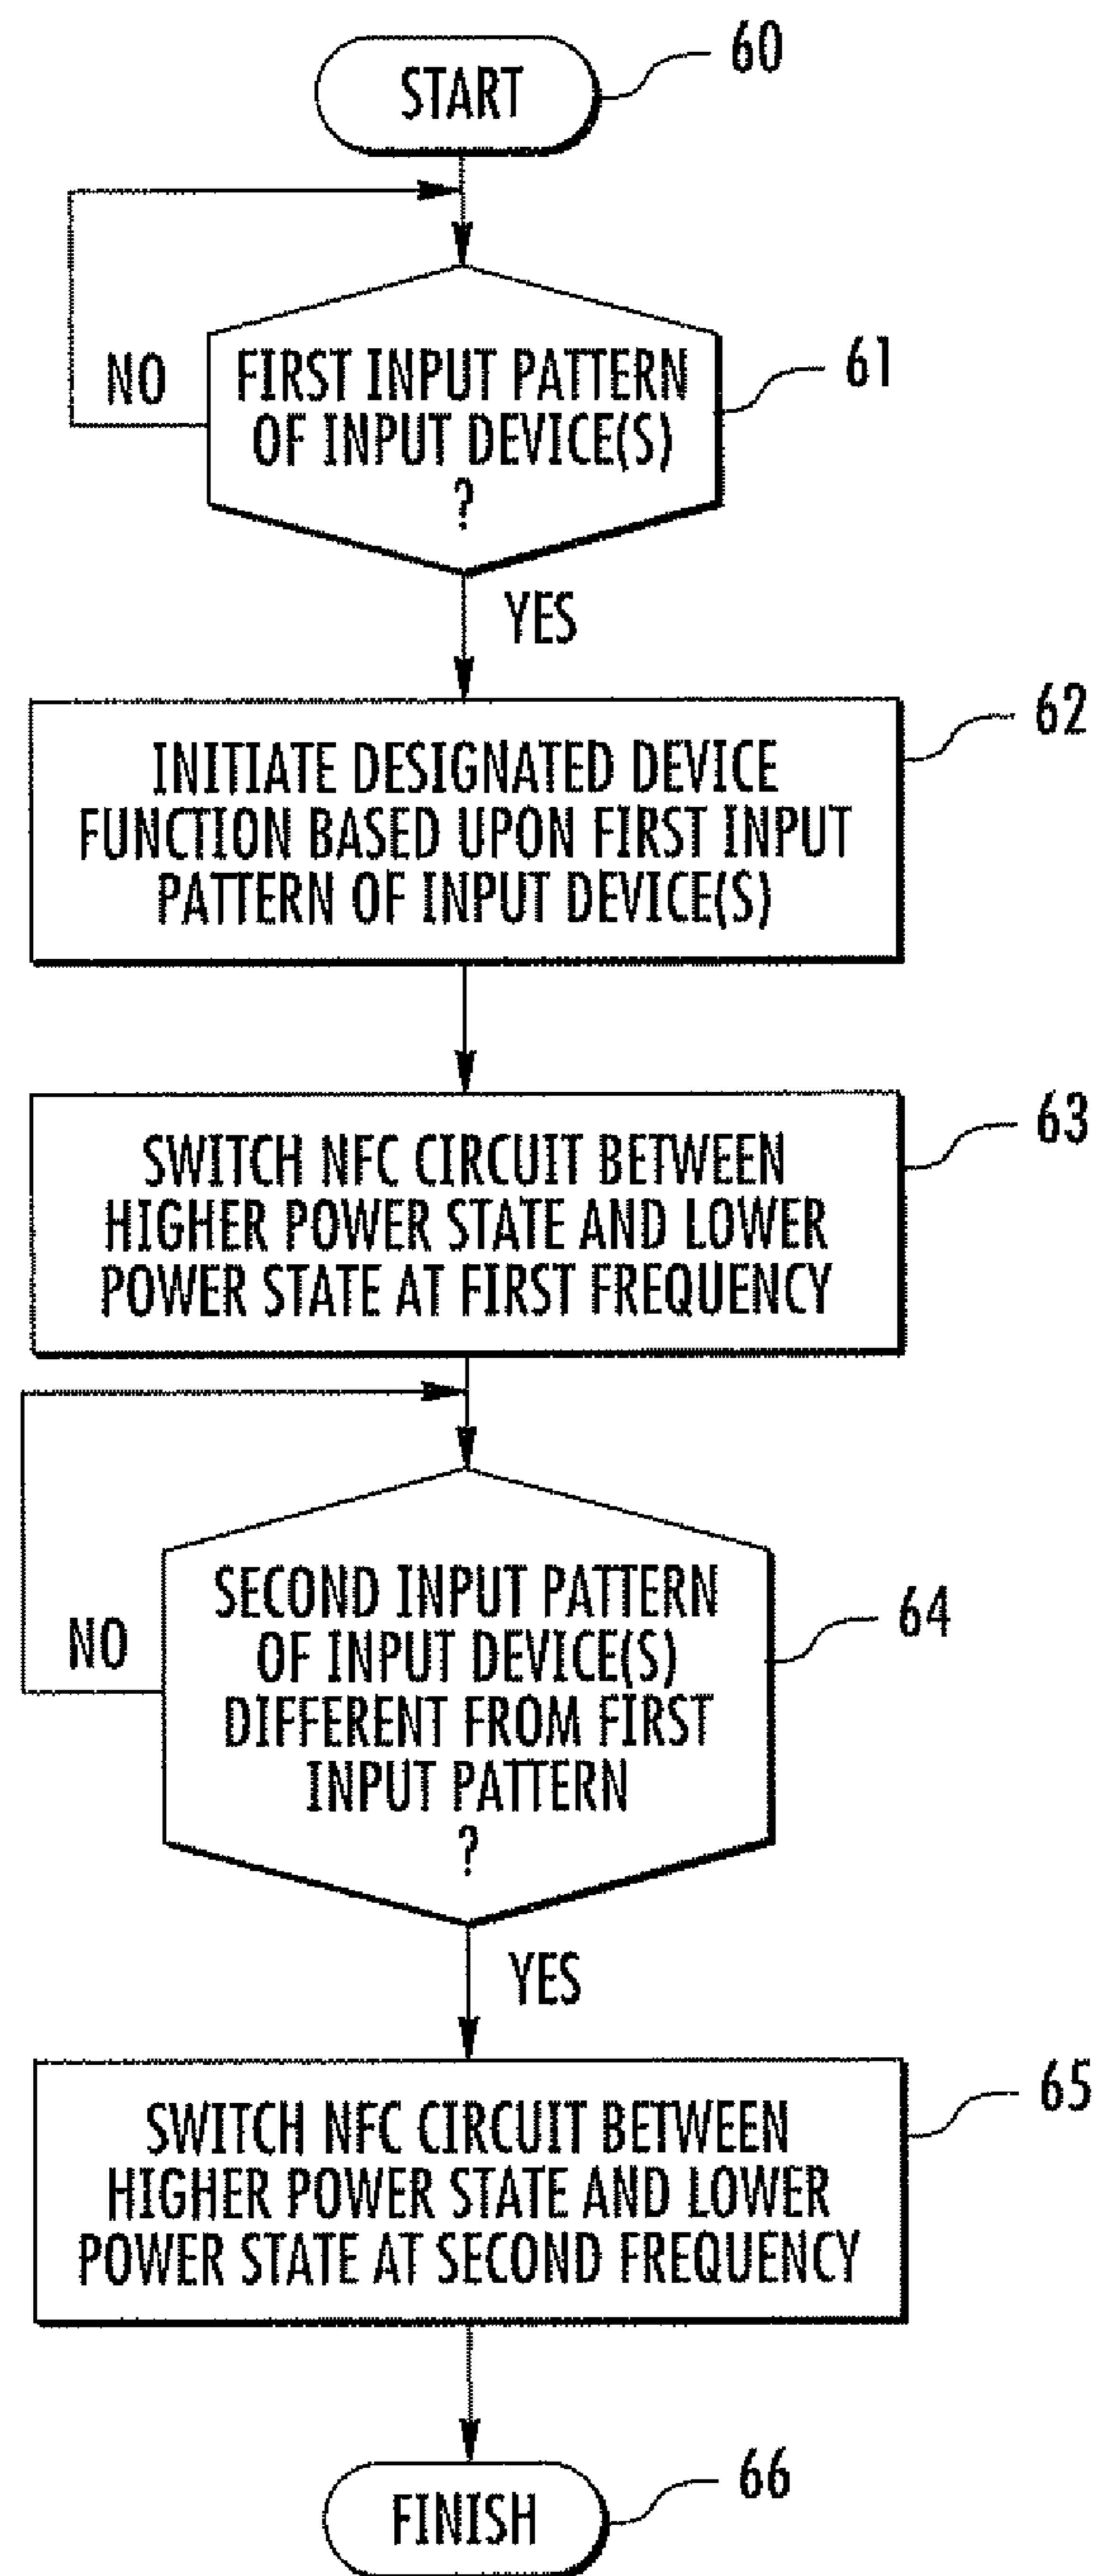 START
60
NO
FIRST INPUT PATTERN
OF INPUT DEVICE(S)
?
61
YES
INITIATE DESIGNATED DEVICE
FUNCTION BASED UPON FIRST INPUT
PATTERN OF INPUT DEVICE(S)
62
SWITCH NFC CIRCUIT BETWEEN
HIGHER POWER STATE AND LOWER
POWER STATE AT FIRST FREQUENCY
63
NO
SECOND INPUT PATTERN
OF INPUT DEVICE(S)
DIFFERENT FROM FIRST
INPUT PATTERN
?
64
YES
SWITCH NFC CIRCUIT BETWEEN
HIGHER POWER STATE AND LOWER
POWER STATE AT SECOND FREQUENCY
65
FINISH
66